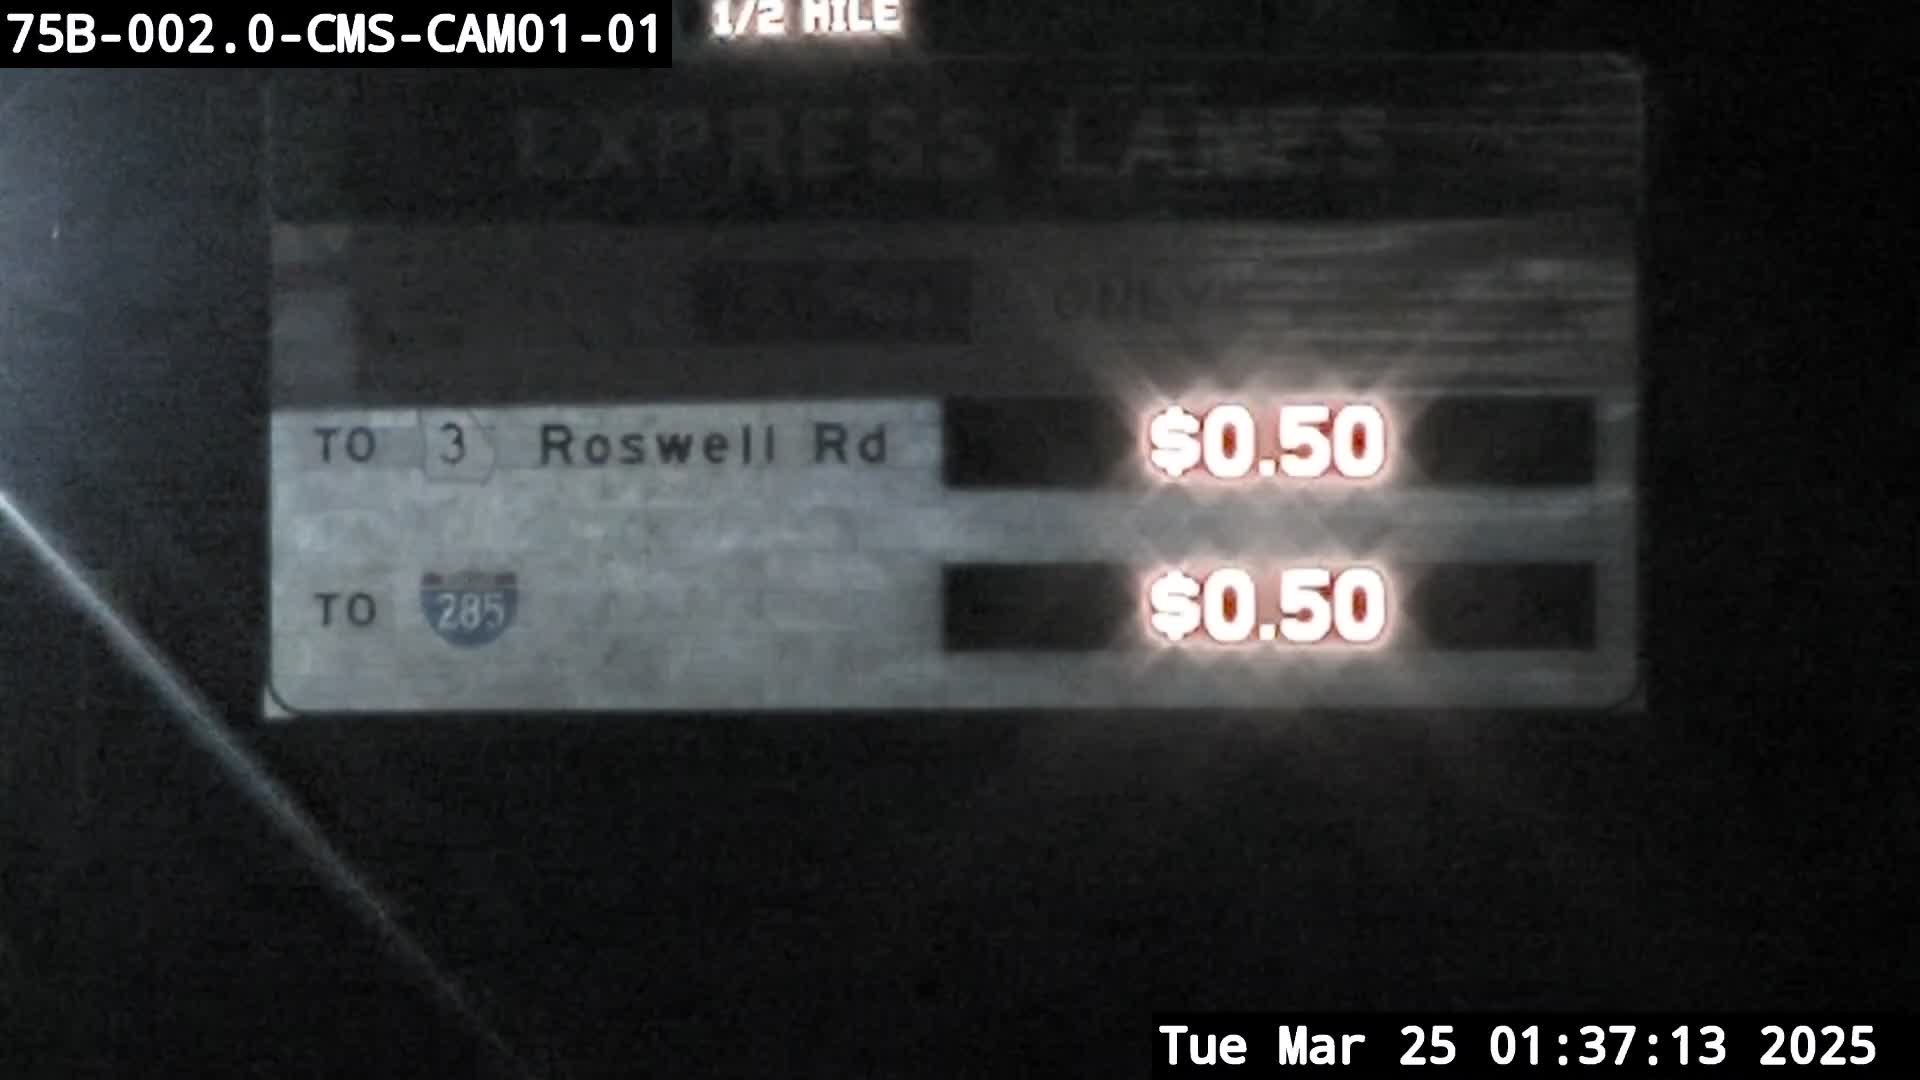 75B-002.0-CMS-CAM01-01
1/2 MILE
EXPRESS LANES
ONLY
TO 3 Roswell Rd $0.50
TO 285 $0.50
Tue Mar 25 01:37:13 2025